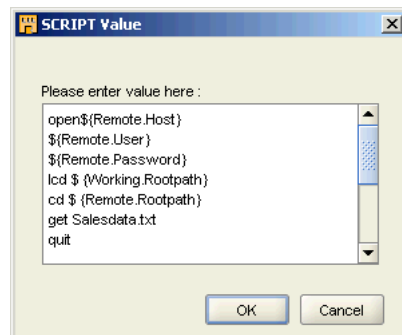 SCRIPT Value
Please enter value here :
open${Remote.Host}
${Remote.User}
${Remote.Password}
lcd $ {Working.Rootpath}
cd $ {Remote.Rootpath}
get Salesdata.txt
quit
OK Cancel